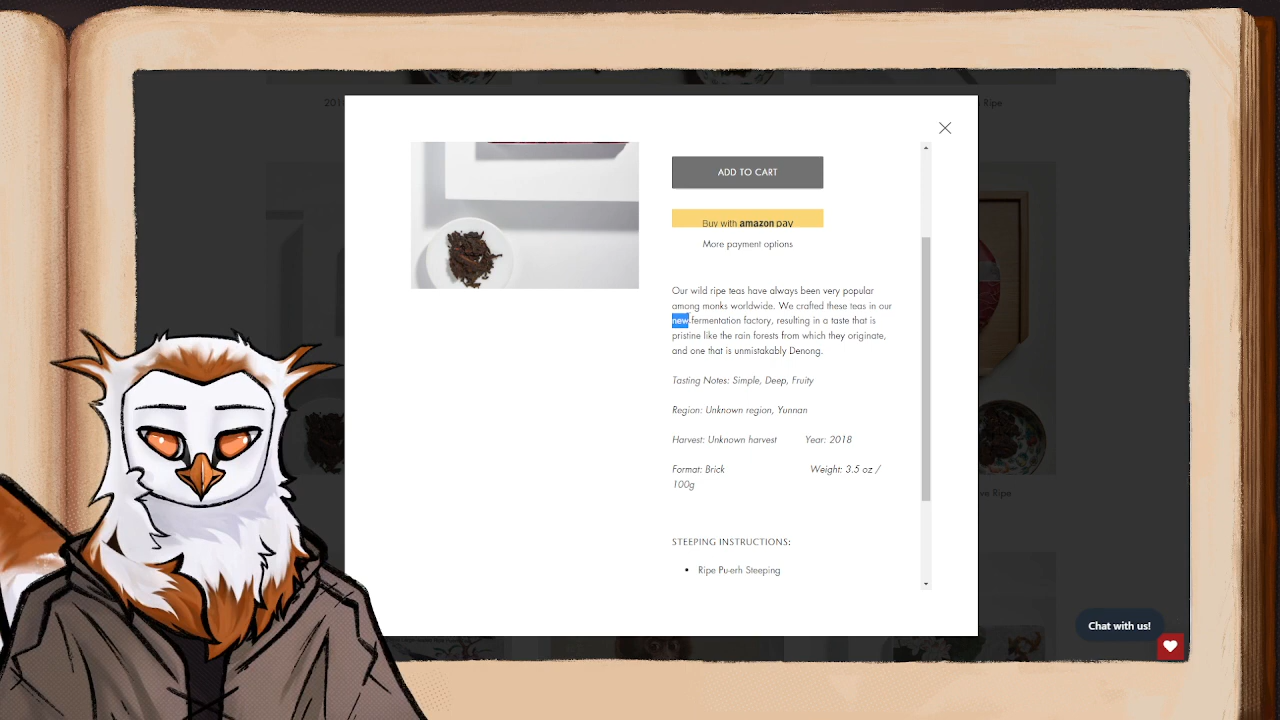 201
Ripe
ADD TO CART
Buy with amazon pay
More payment options
Our wild ripe teas have always been very popular
among monks worldwide. We crafted these teas in our
new fermentation factory, resulting in a taste that is
pristine like the rain forests from which they originate,
and one that is unmistakably Denong.
Tasting Notes: Simple, Deep, Fruity
Region: Unknown region, Yunnan
Harvest: Unknown harvest Year: 2018
Format: Brick Weight: 3.5 oz /
100g
ve Ripe
STEEPING INSTRUCTIONS:
• Ripe Pu-erh Steeping
Chat with us!